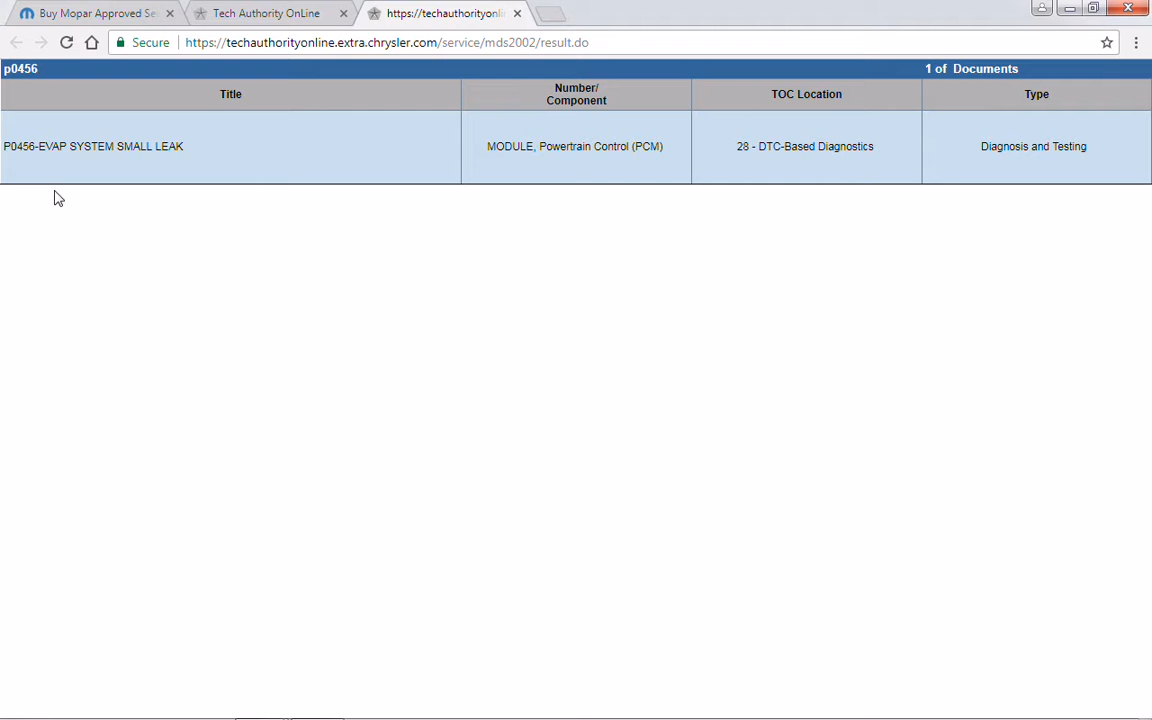 Buy Mopar Approved Se
Tech Authority OnLine
https://techauthorityonli
Secure
https://techauthorityonline.extra.chrysler.com/service/mds2002/result.do
p0456
1 of Documents
Title
Number/
Component
TOC Location
Type
P0456-EVAP SYSTEM SMALL LEAK
MODULE, Powertrain Control (PCM)
28 - DTC-Based Diagnostics
Diagnosis and Testing